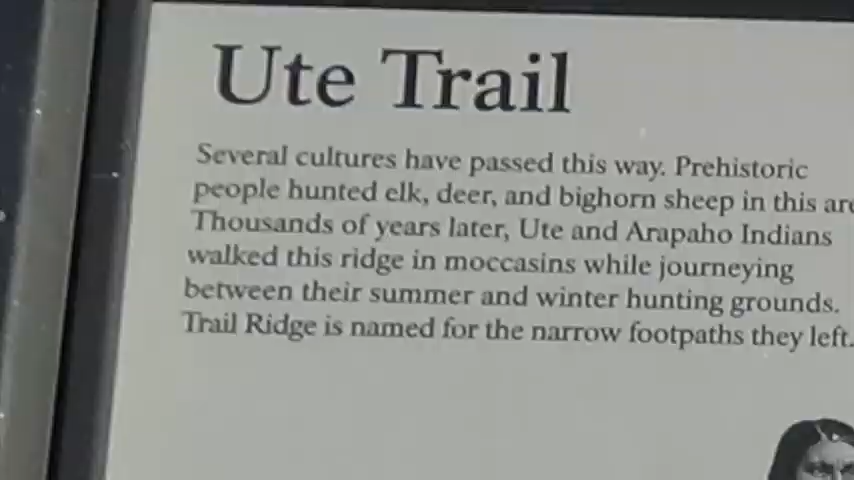 Ute Trail
Several cultures have passed this way. Prehistoric
people hunted elk, deer, and bighorn sheep in this are
Thousands of years later, Ute and Arapaho Indians
walked this ridge in moccasins while journeying
between their summer and winter hunting grounds.
Trail Ridge is named for the narrow footpaths they left.